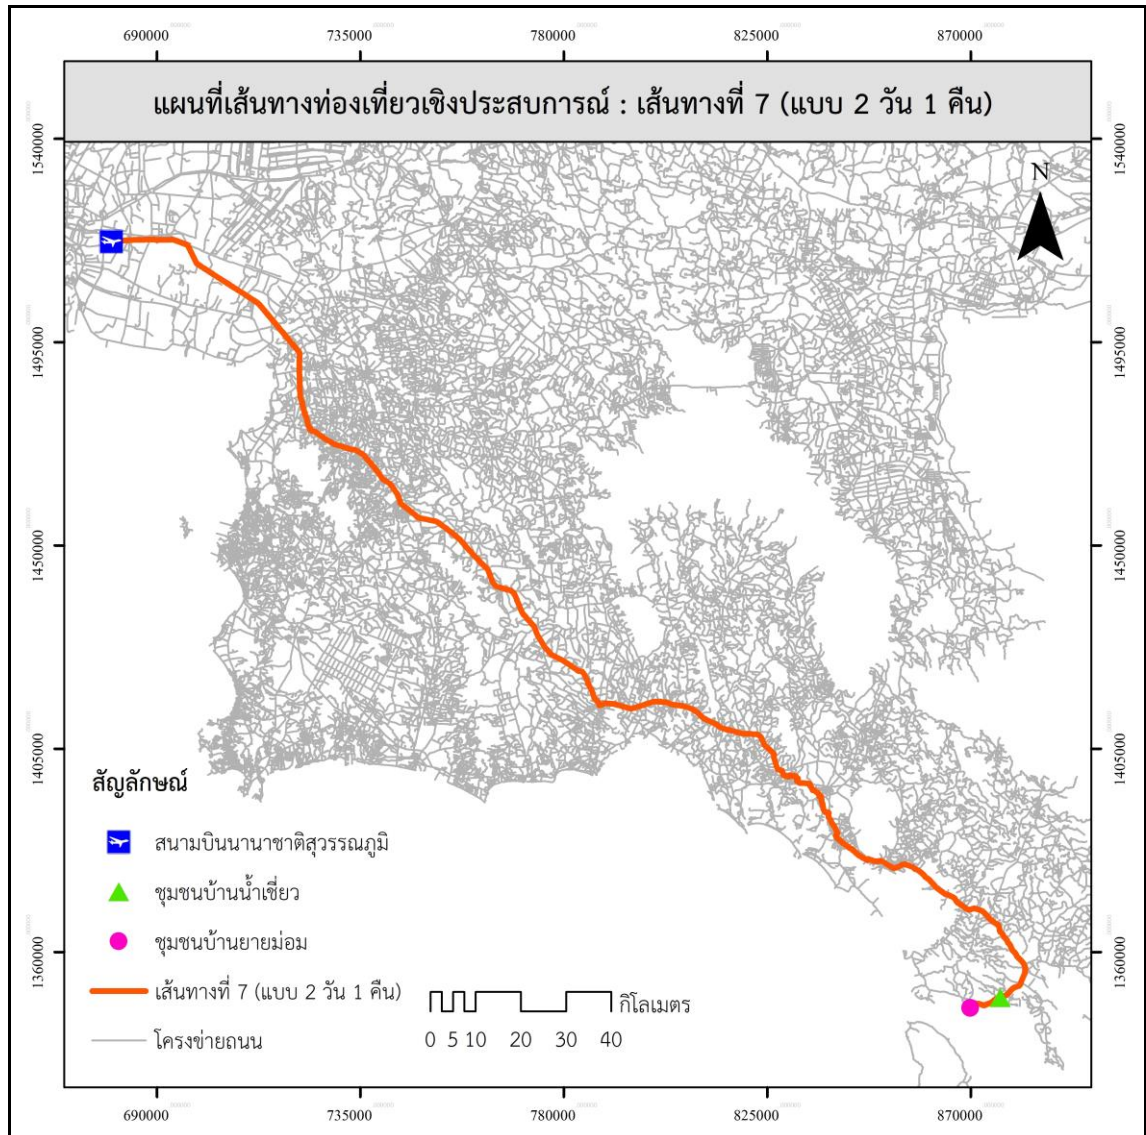 690000 735000 780000 825000 870000
แผนที่เส้นทางท่องเที่ยวเชิงประสบการณ์ : เส้นทางที่ 7 (แบบ 2 วัน 1 คืน)
1540000 1540000
N
1495000 1495000
1450000 1450000
1405000 1405000
สัญลักษณ์
สนามบินนานาชาติสุวรรณภูมิ
ชุมชนบ้านน้ำเชี่ยว
ชุมชนบ้านยายม่อม
1360000 1360000
เส้นทางที่ 7 (แบบ 2 วัน 1 คืน)
กิโลเมตร
โครงข่ายถนน
0 5 10 20 30 40
690000 735000 780000 825000 870000